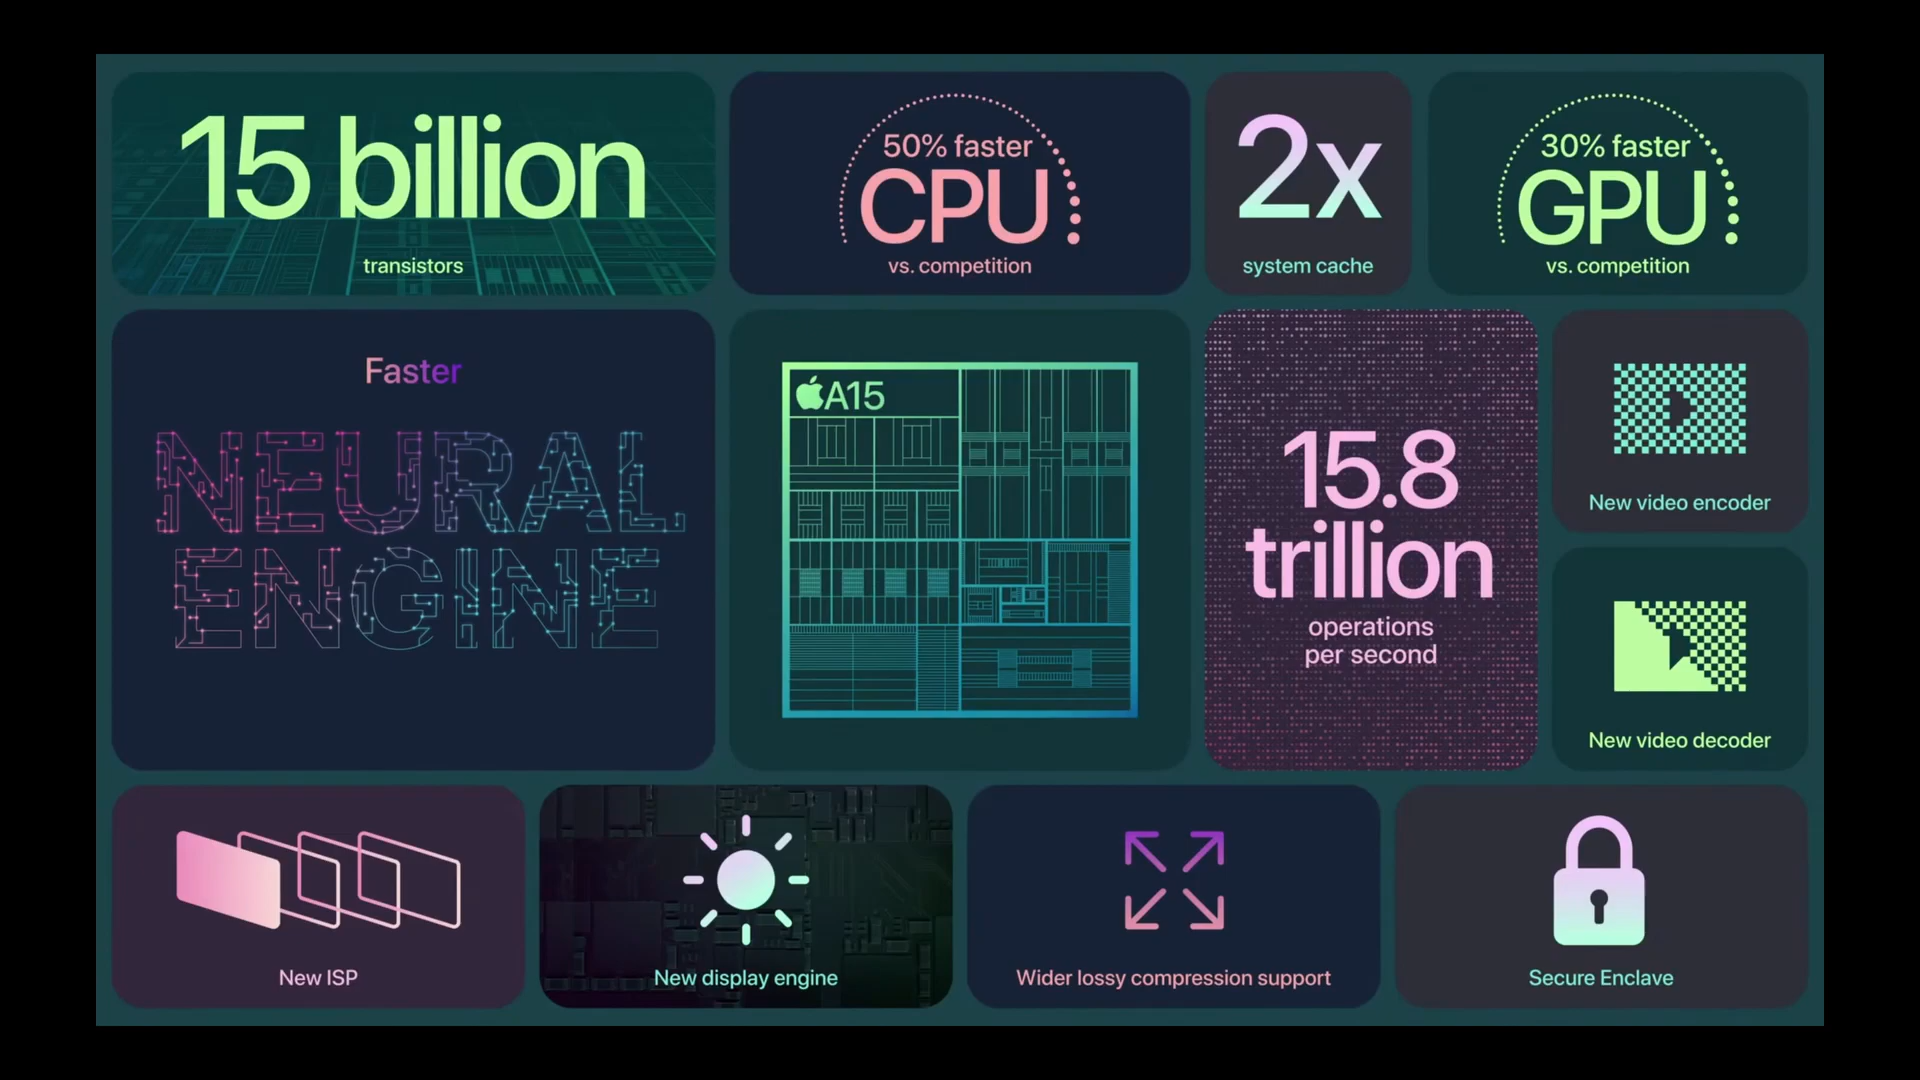 15 billion
transistors
50% faster
CPU
vs. competition
2x
system cache
30% faster
GPU
vs. competition
Faster
NEURAL
ENGINE
A15
15.8
trillion
operations
per second
New video encoder
New video decoder
New ISP
New display engine
Wider lossy compression support
Secure Enclave